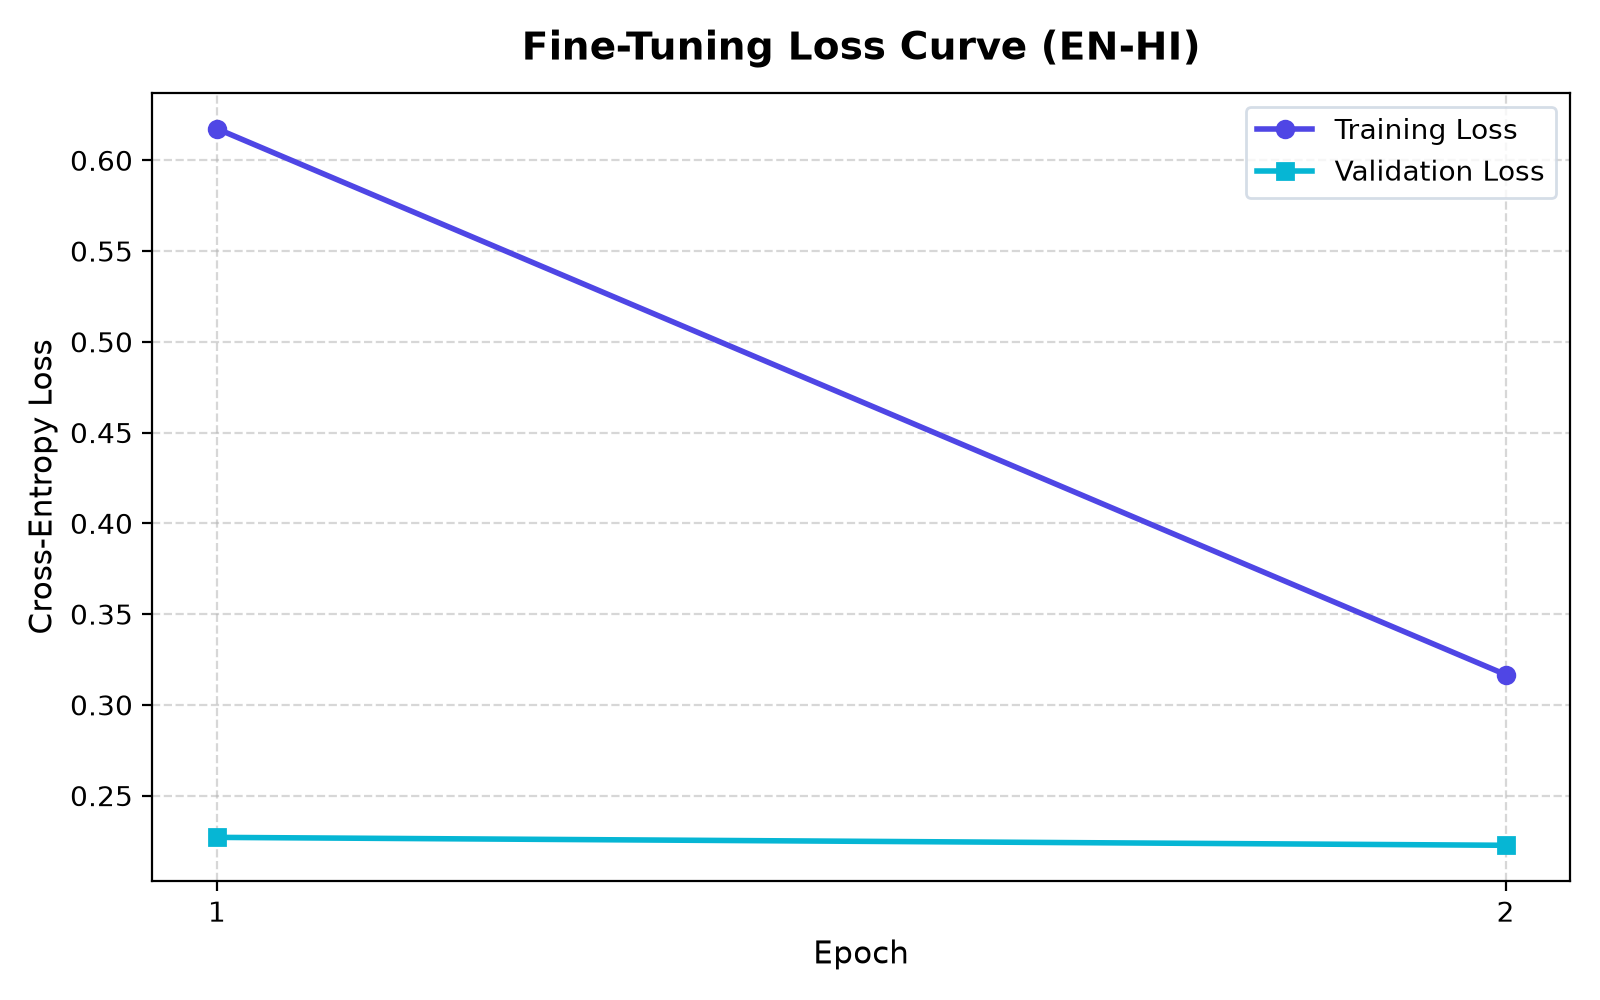 Fine-Tuning Loss Curve (EN-HI)
Training Loss
Validation Loss
Cross-Entropy Loss
0.60
0.55
0.50
0.45
0.40
0.35
0.30
0.25
1
2
Epoch